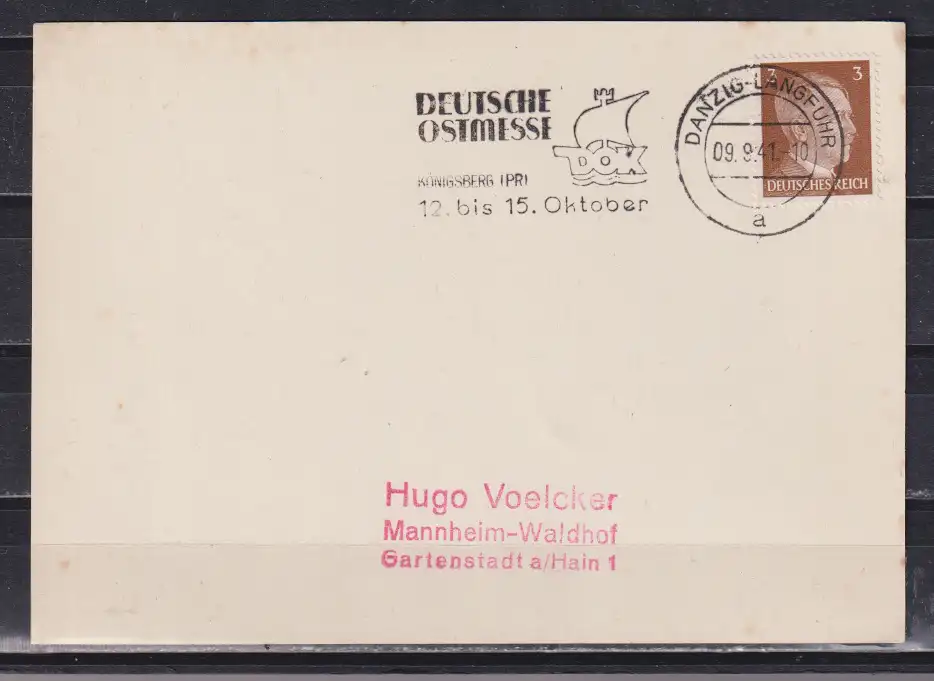 DEUTSCHE
OSTMESSE
DOK
KÖNIGSBERG (PR)
12. bis 15. Oktober
DANZIG-LANGFUHR
09.9.41.-10
a
3 3
DEUTSCHES REICH
Hugo Voelcker
Mannheim-Waldhof
Gartenstadt a/Hain 1